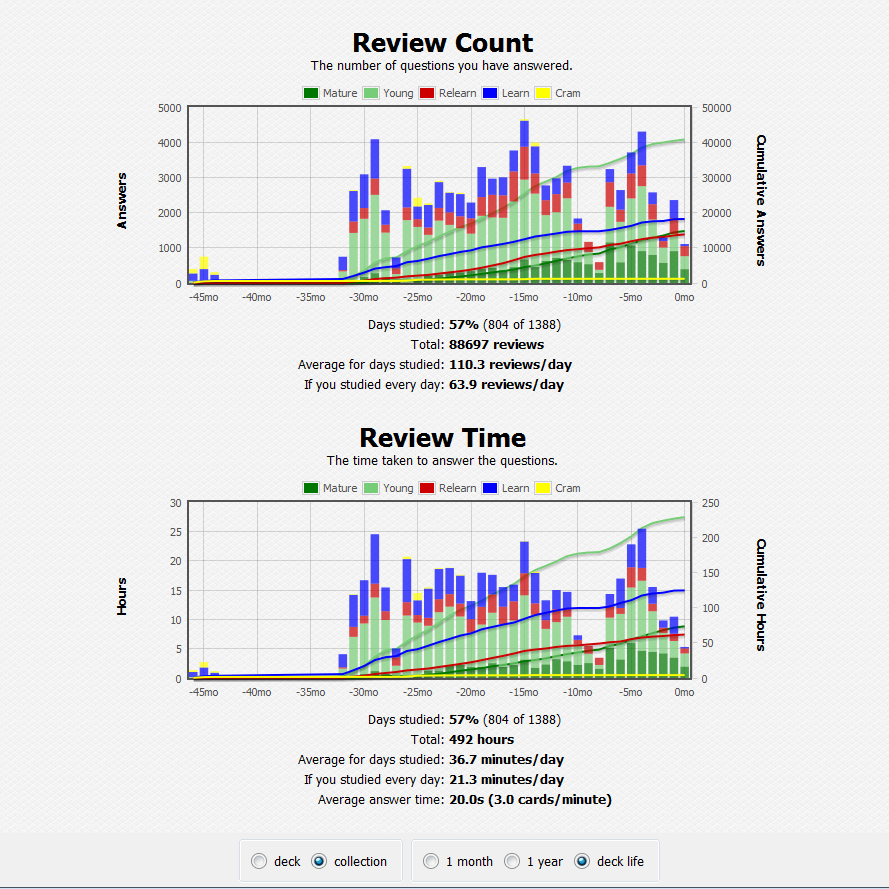 Review Count
The number of questions you have answered.
Mature Young Relearn Learn Cram
5000 50000
4000 40000
3000 30000
2000 20000
1000 10000
0 0
Answers
Cumulative Answers
-45mo -40mo -35mo -30mo -25mo -20mo -15mo -10mo -5mo 0mo
Days studied: 57% (804 of 1388)
Total: 88697 reviews
Average for days studied: 110.3 reviews/day
If you studied every day: 63.9 reviews/day
Review Time
The time taken to answer the questions.
Mature Young Relearn Learn Cram
30 250
25 200
20 150
15 100
10 50
5 0
0
Hours
Cumulative Hours
-45mo -40mo -35mo -30mo -25mo -20mo -15mo -10mo -5mo 0mo
Days studied: 57% (804 of 1388)
Total: 492 hours
Average for days studied: 36.7 minutes/day
If you studied every day: 21.3 minutes/day
Average answer time: 20.0s (3.0 cards/minute)
deck collection 1 month 1 year deck life